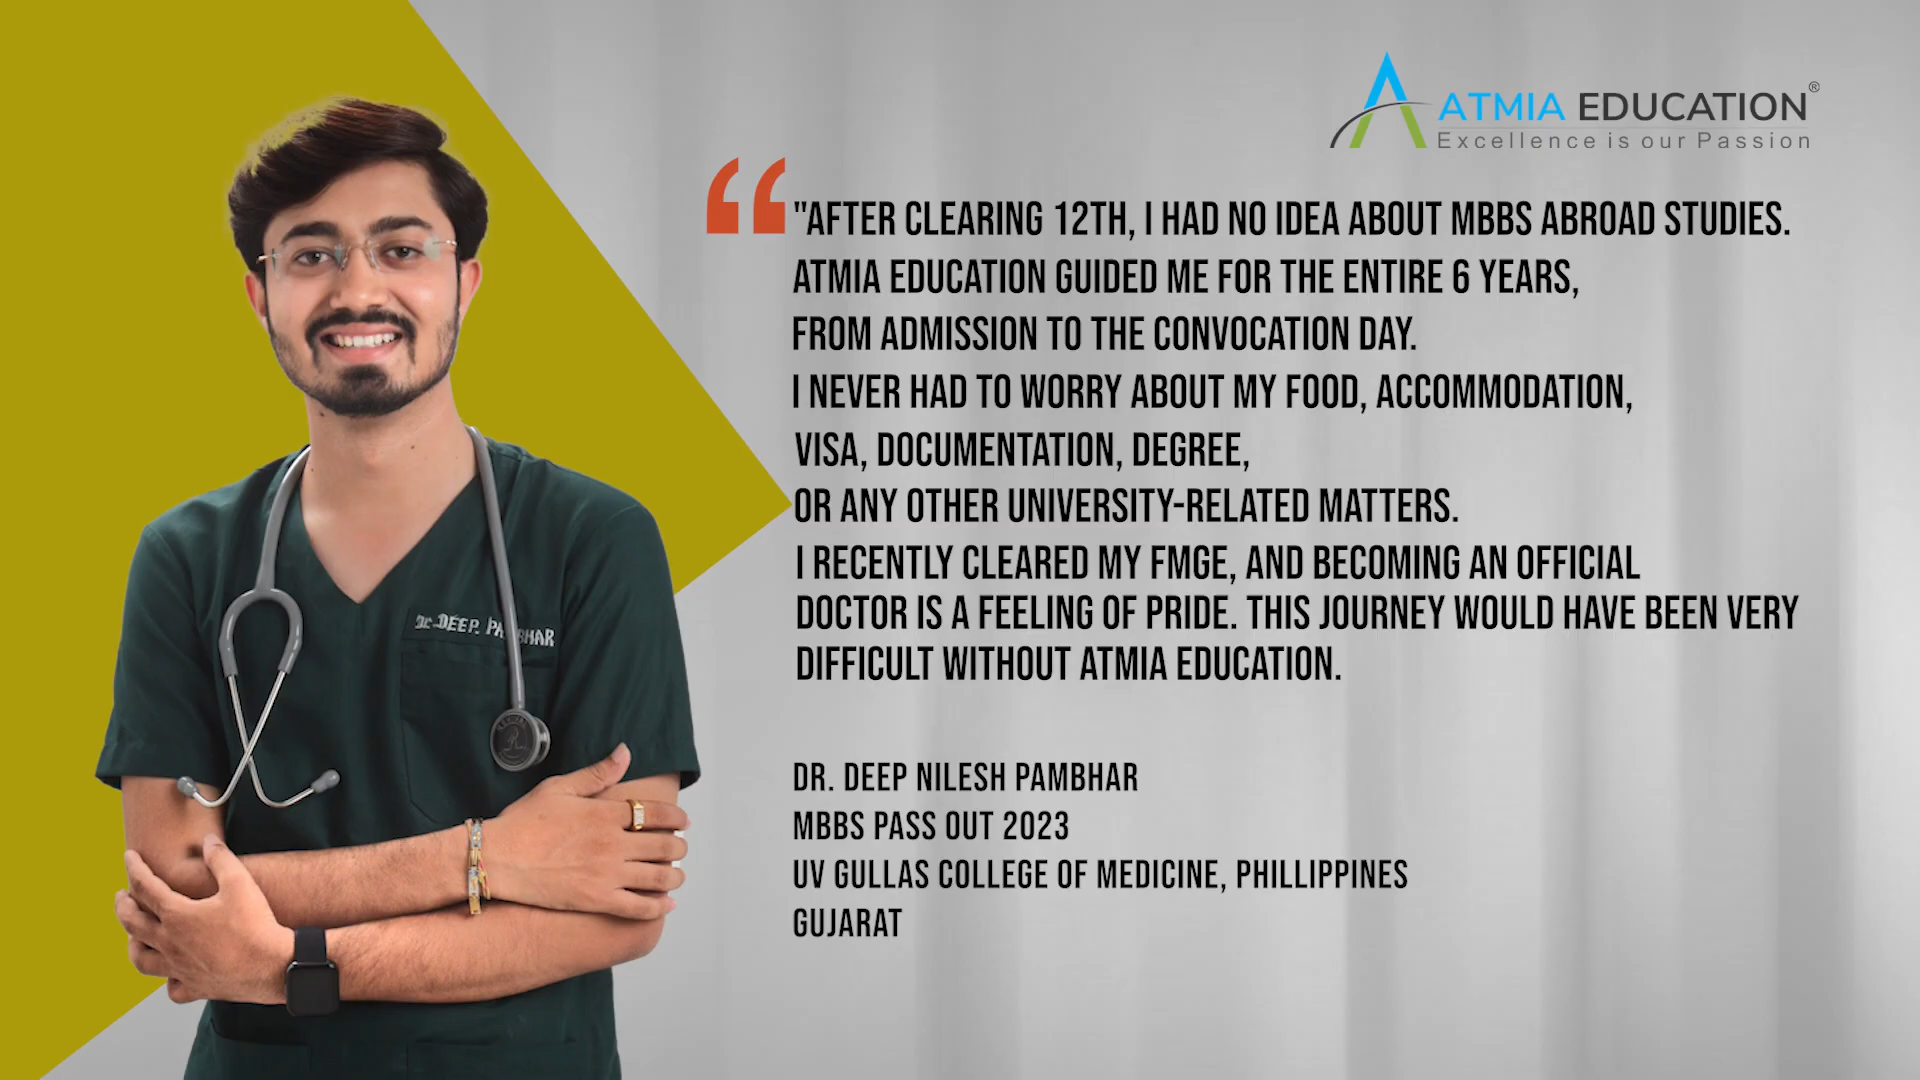 ATMIA EDUCATION®
Excellence is our Passion
"AFTER CLEARING 12TH, I HAD NO IDEA ABOUT MBBS ABROAD STUDIES.
ATMIA EDUCATION GUIDED ME FOR THE ENTIRE 6 YEARS,
FROM ADMISSION TO THE CONVOCATION DAY.
I NEVER HAD TO WORRY ABOUT MY FOOD, ACCOMMODATION,
VISA, DOCUMENTATION, DEGREE,
OR ANY OTHER UNIVERSITY-RELATED MATTERS.
I RECENTLY CLEARED MY FMGE, AND BECOMING AN OFFICIAL
DOCTOR IS A FEELING OF PRIDE. THIS JOURNEY WOULD HAVE BEEN VERY
DIFFICULT WITHOUT ATMIA EDUCATION.
DR. DEEP NILESH PAMBHAR
MBBS PASS OUT 2023
UV GULLAS COLLEGE OF MEDICINE, PHILLIPPINES
GUJARAT
Dr. DEEP